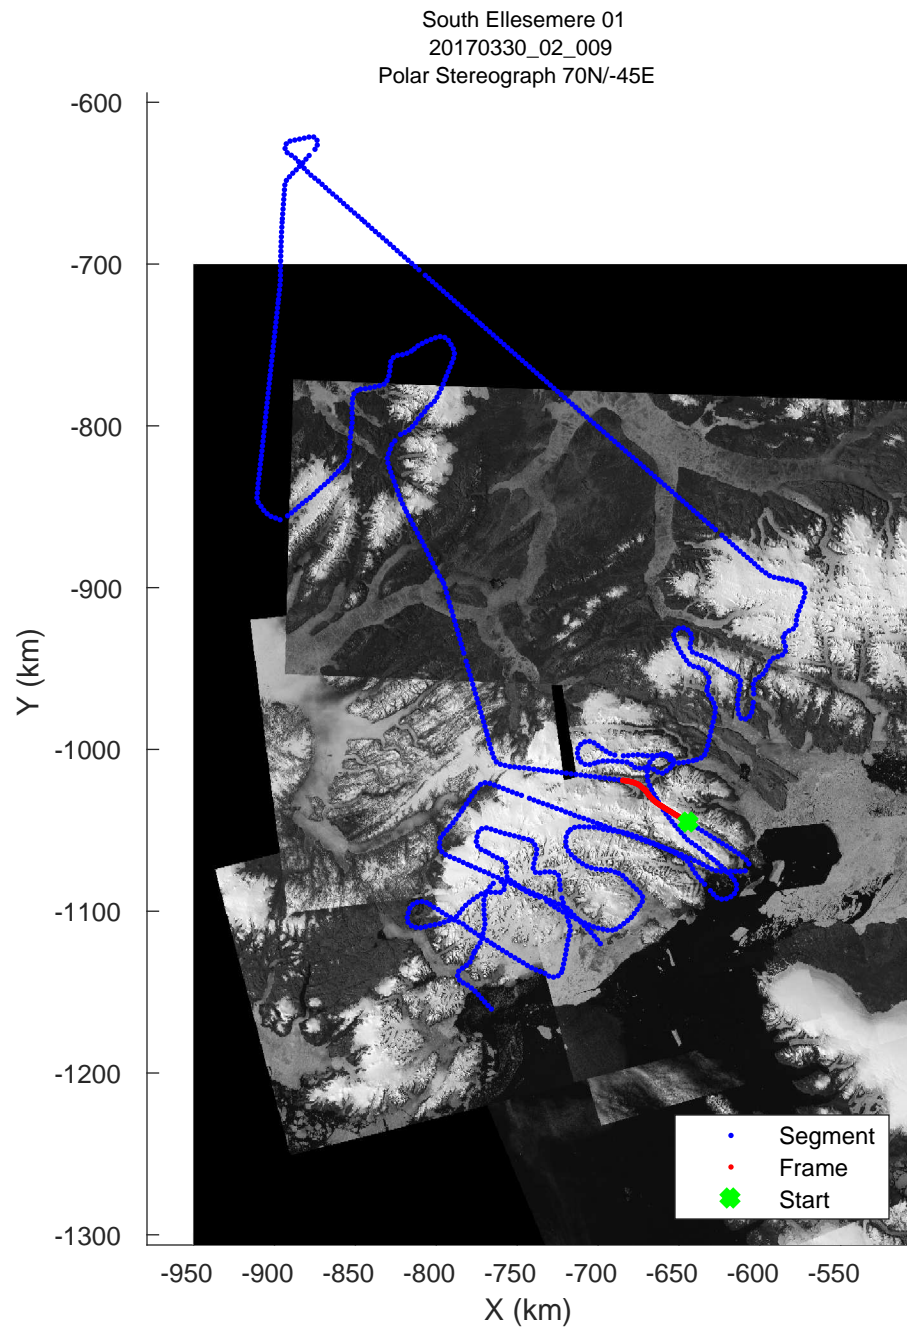 South Ellesemere 01
20170330_02_009
Polar Stereograph 70N/-45E
-600
-700
-800
-900
-1000
-1100
-1200
-1300
Y (km)
Segment
Frame
Start
-950 -900 -850 -800 -750 -700 -650 -600 -550
X (km)